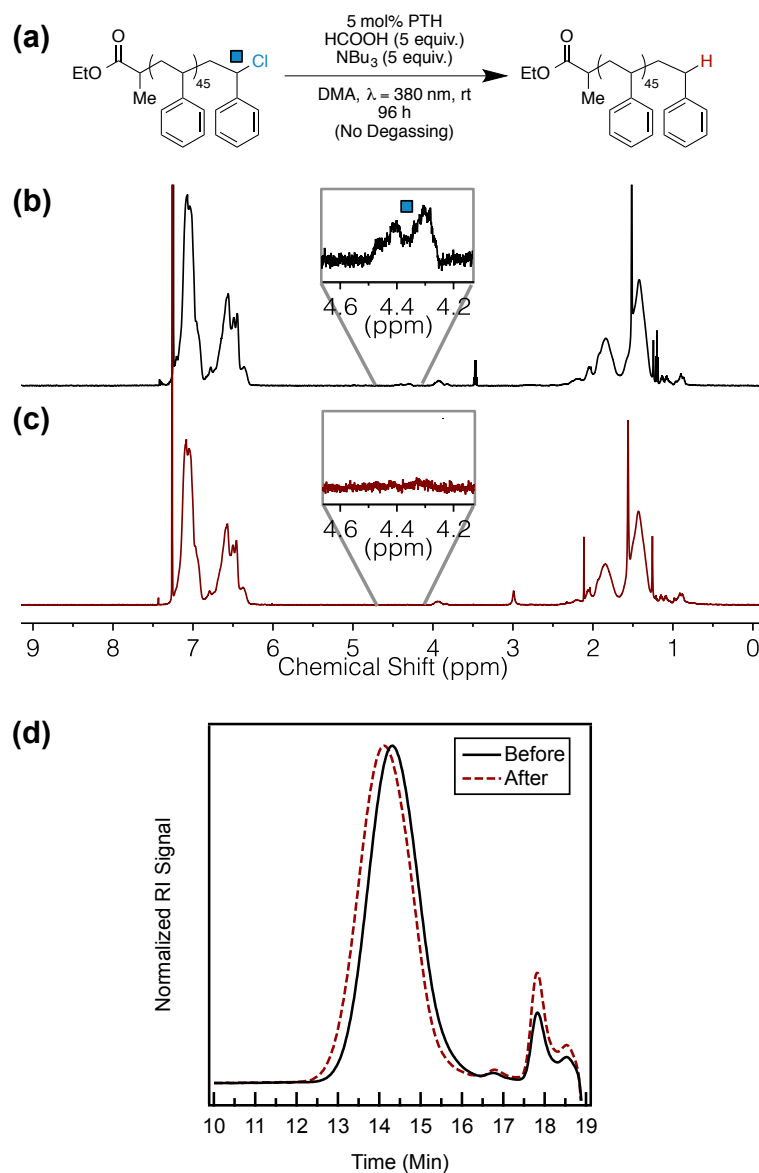 (a)
5 mol% PTH
HCOOH (5 equiv.)
NBu3 (5 equiv.)
DMA, λ = 380 nm, rt
96 h
(No Degassing)
O
EtO
Me
45
Cl
O
EtO
Me
45
H
(b)
4.6 4.4 4.2
(ppm)
(c)
4.6 4.4 4.2
(ppm)
9 8 7 6 5 4 3 2 1 0
Chemical Shift (ppm)
(d)
Before
After
Normalized RI Signal
10 11 12 13 14 15 16 17 18 19
Time (Min)